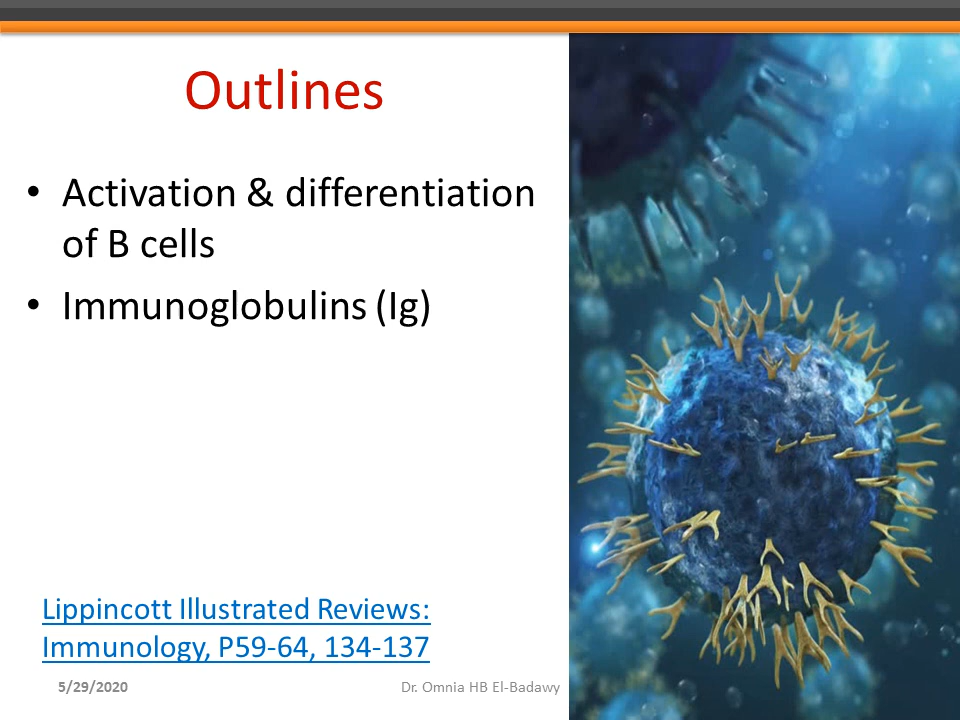 Outlines
• Activation & differentiation
of B cells
• Immunoglobulins (Ig)
Lippincott Illustrated Reviews:
Immunology, P59-64, 134-137
5/29/2020
Dr. Omnia HB El-Badawy